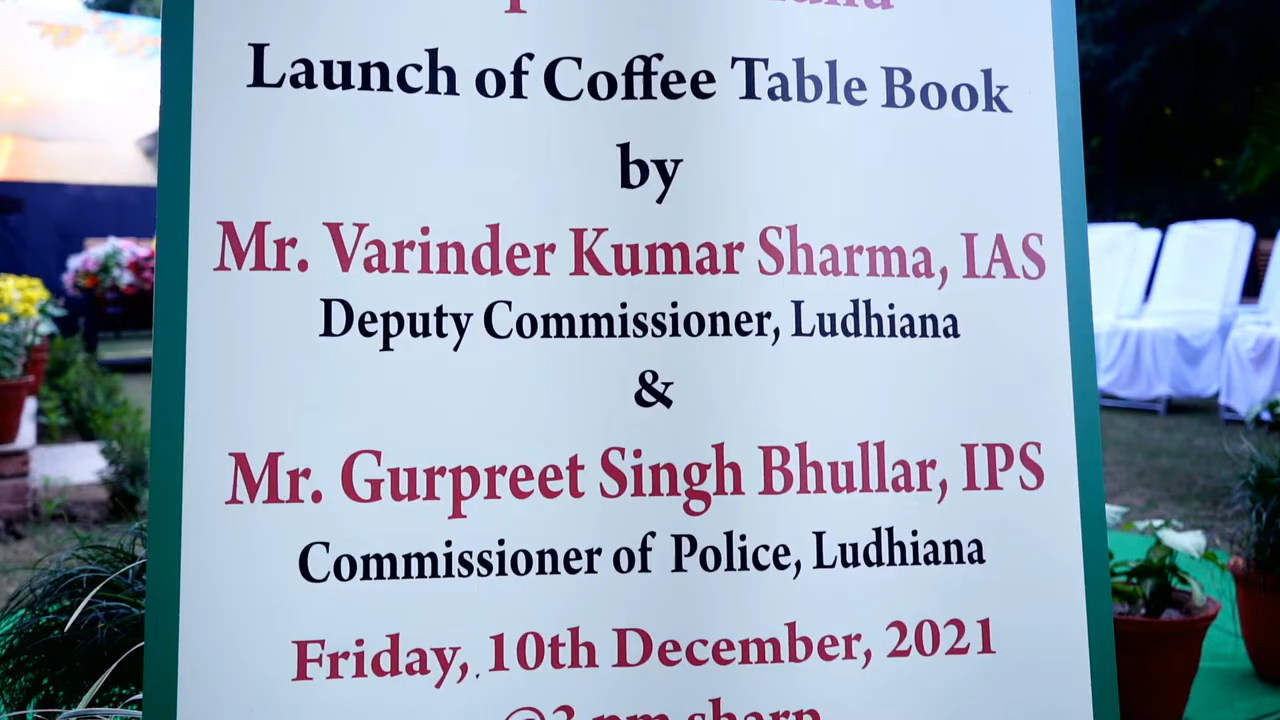 Launch of Coffee Table Book
by
Mr. Varinder Kumar Sharma, IAS
Deputy Commissioner, Ludhiana
&
Mr. Gurpreet Singh Bhullar, IPS
Commissioner of Police, Ludhiana
Friday, 10th December, 2021
@3 pm sharp